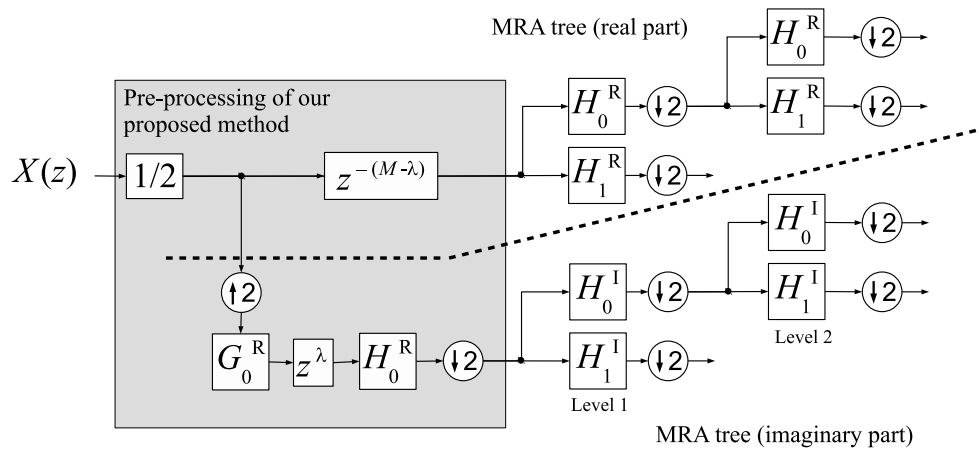 MRA tree (real part)
H_0^R
↓2
Pre-processing of our
proposed method
H_0^R
↓2
H_1^R
↓2
X(z)
1/2
z^{-(M-λ)}
H_1^R
↓2
H_0^I
↓2
↑2
H_0^I
↓2
H_1^I
↓2
Level 2
G_0^R
z^λ
H_0^R
↓2
H_1^I
↓2
Level 1
MRA tree (imaginary part)